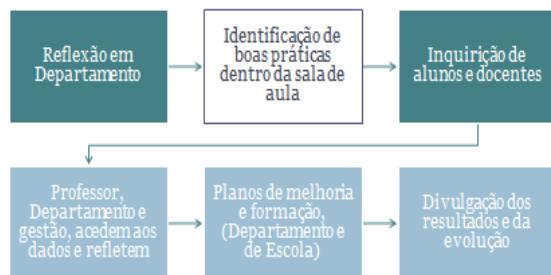 Reflexão em
Departamento
Identificação de
boas práticas
dentro da sala de
aula
Inquirição de
alunos e docentes
Professor,
Departamento e
gestão, acedem aos
dados e refletem
Planos de melhoria
e formação,
(Departamento e
de Escola)
Divulgação dos
resultados e da
evolução